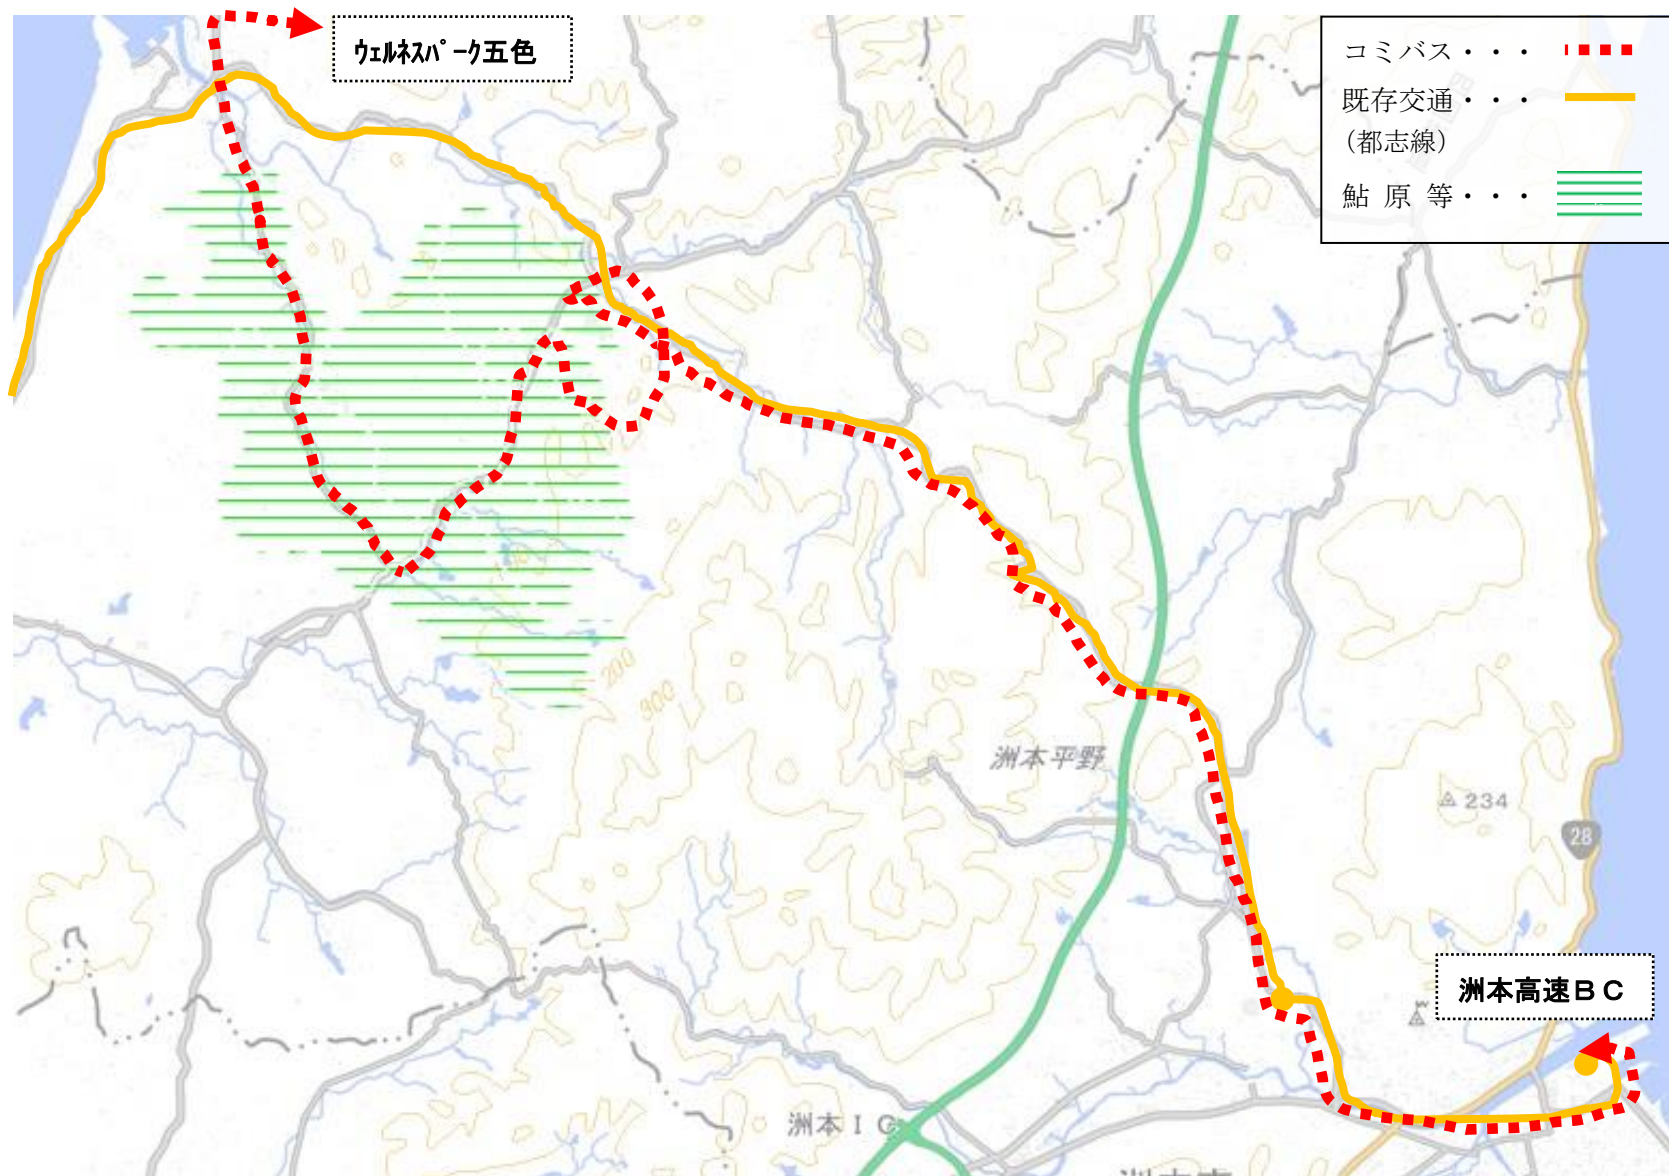 ウェルネスパーク五色
コミバス・・・
既存交通・・・
(都志線)
鮎 原 等・・・
200
300
洲本平野
234
28
洲本高速BC
洲本IC